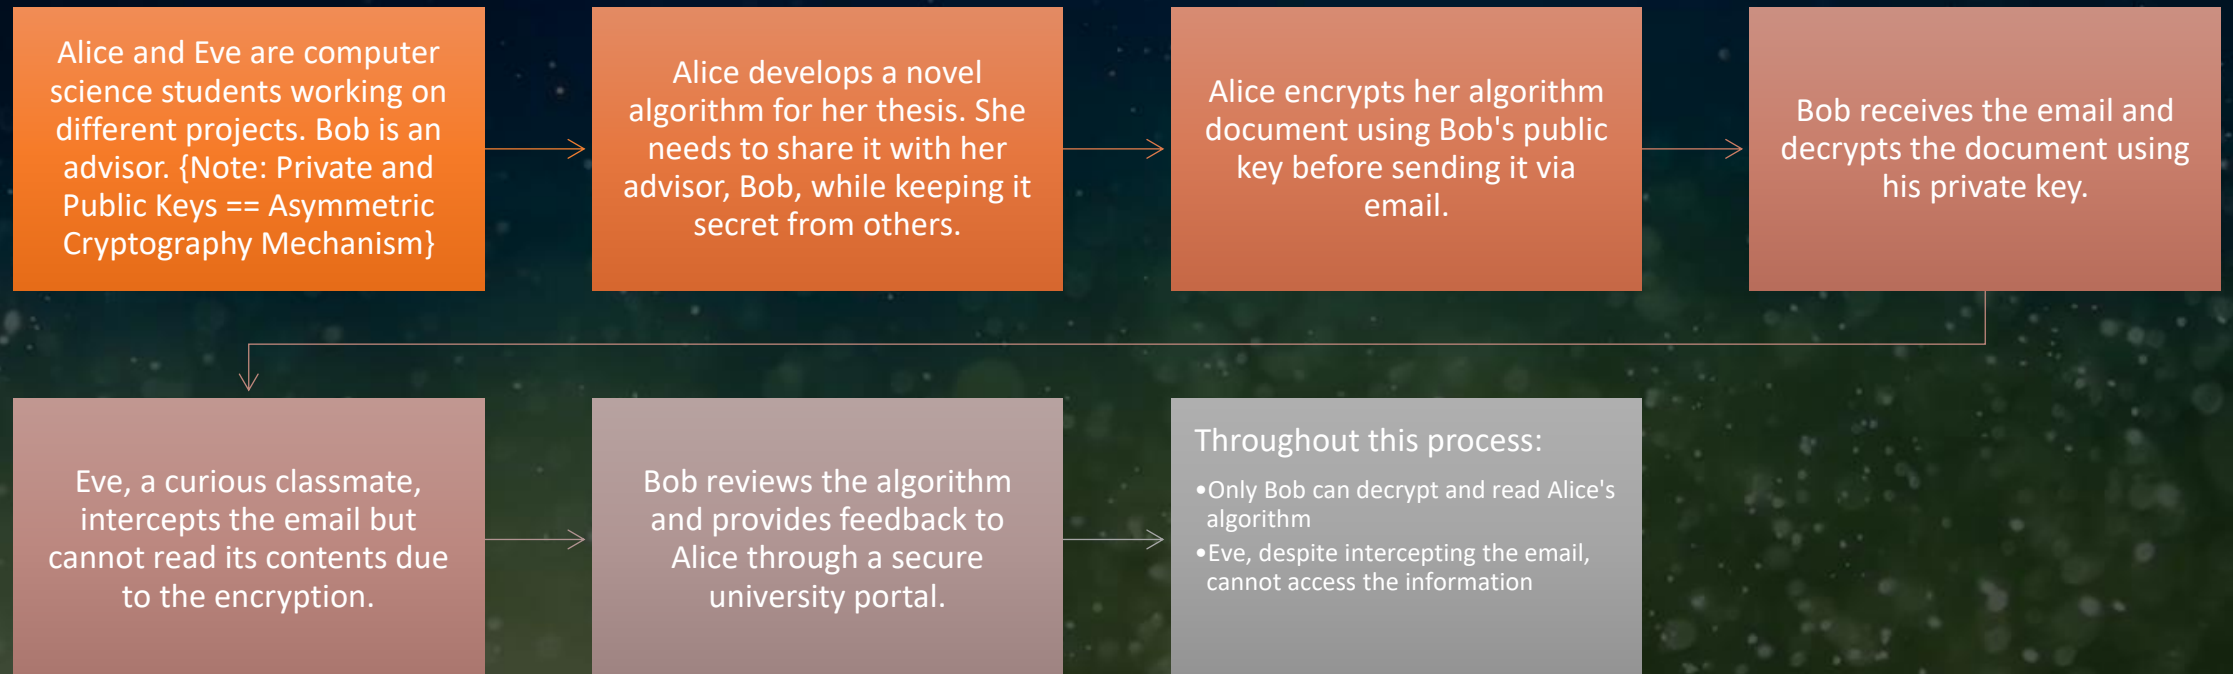 Alice and Eve are computer
science students working on
different projects. Bob is an
advisor. {Note: Private and
Public Keys == Asymmetric
Cryptography Mechanism}
Alice develops a novel
algorithm for her thesis. She
needs to share it with her
advisor, Bob, while keeping it
secret from others.
Alice encrypts her algorithm
document using Bob's public
key before sending it via
email.
Bob receives the email and
decrypts the document using
his private key.
Eve, a curious classmate,
intercepts the email but
cannot read its contents due
to the encryption.
Bob reviews the algorithm
and provides feedback to
Alice through a secure
university portal.
Throughout this process:
•Only Bob can decrypt and read Alice's
algorithm
•Eve, despite intercepting the email,
cannot access the information